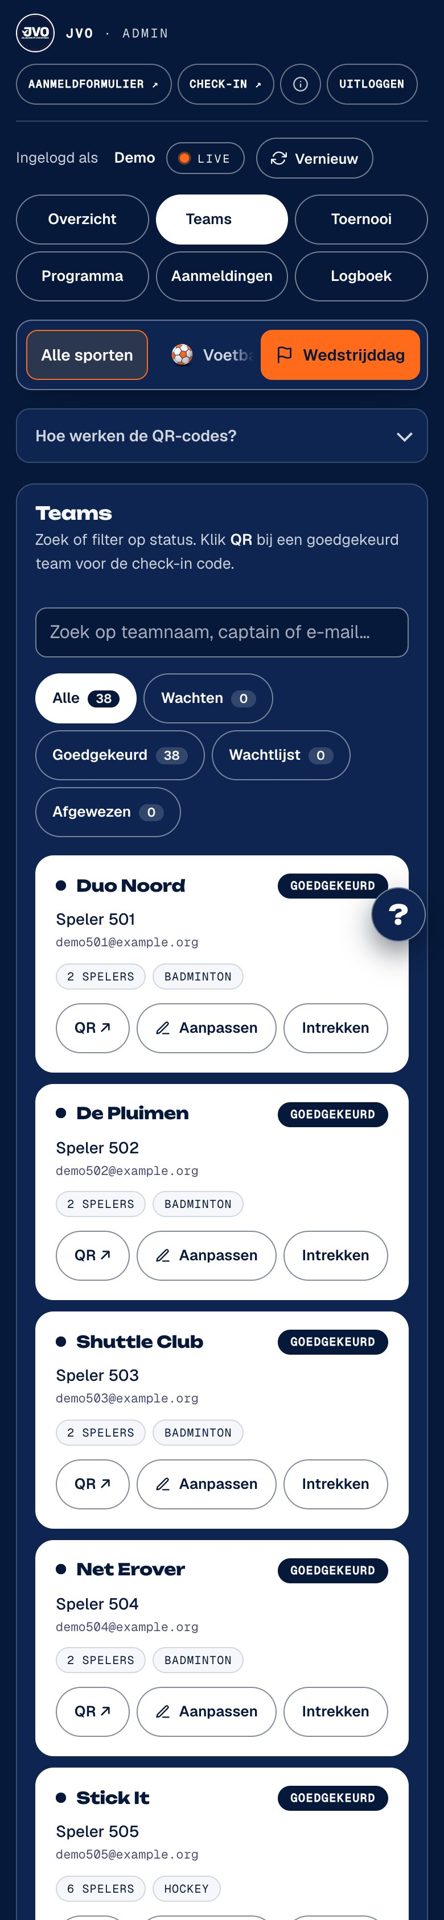 JVO
JVO · ADMIN
AANMELDFORMULIER ↗ CHECK-IN ↗ UITLOGGEN
Ingelogd als Demo LIVE Vernieuw
Overzicht Teams Toernooi
Programma Aanmeldingen Logboek
Alle sporten Voetb Wedstrijddag
Hoe werken de QR-codes?
Teams
Zoek of filter op status. Klik QR bij een goedgekeurd
team voor de check-in code.
Zoek op teamnaam, captain of e-mail...
Alle 38 Wachten 0
Goedgekeurd 38 Wachtlijst 0
Afgewezen 0
Duo Noord GOEDGEKEURD
?
Speler 501
demo501@example.org
2 SPELERS BADMINTON
QR ↗ Aanpassen Intrekken
De Pluimen GOEDGEKEURD
Speler 502
demo502@example.org
2 SPELERS BADMINTON
QR ↗ Aanpassen Intrekken
Shuttle Club GOEDGEKEURD
Speler 503
demo503@example.org
2 SPELERS BADMINTON
QR ↗ Aanpassen Intrekken
Net Erover GOEDGEKEURD
Speler 504
demo504@example.org
2 SPELERS BADMINTON
QR ↗ Aanpassen Intrekken
Stick It GOEDGEKEURD
Speler 505
demo505@example.org
6 SPELERS HOCKEY